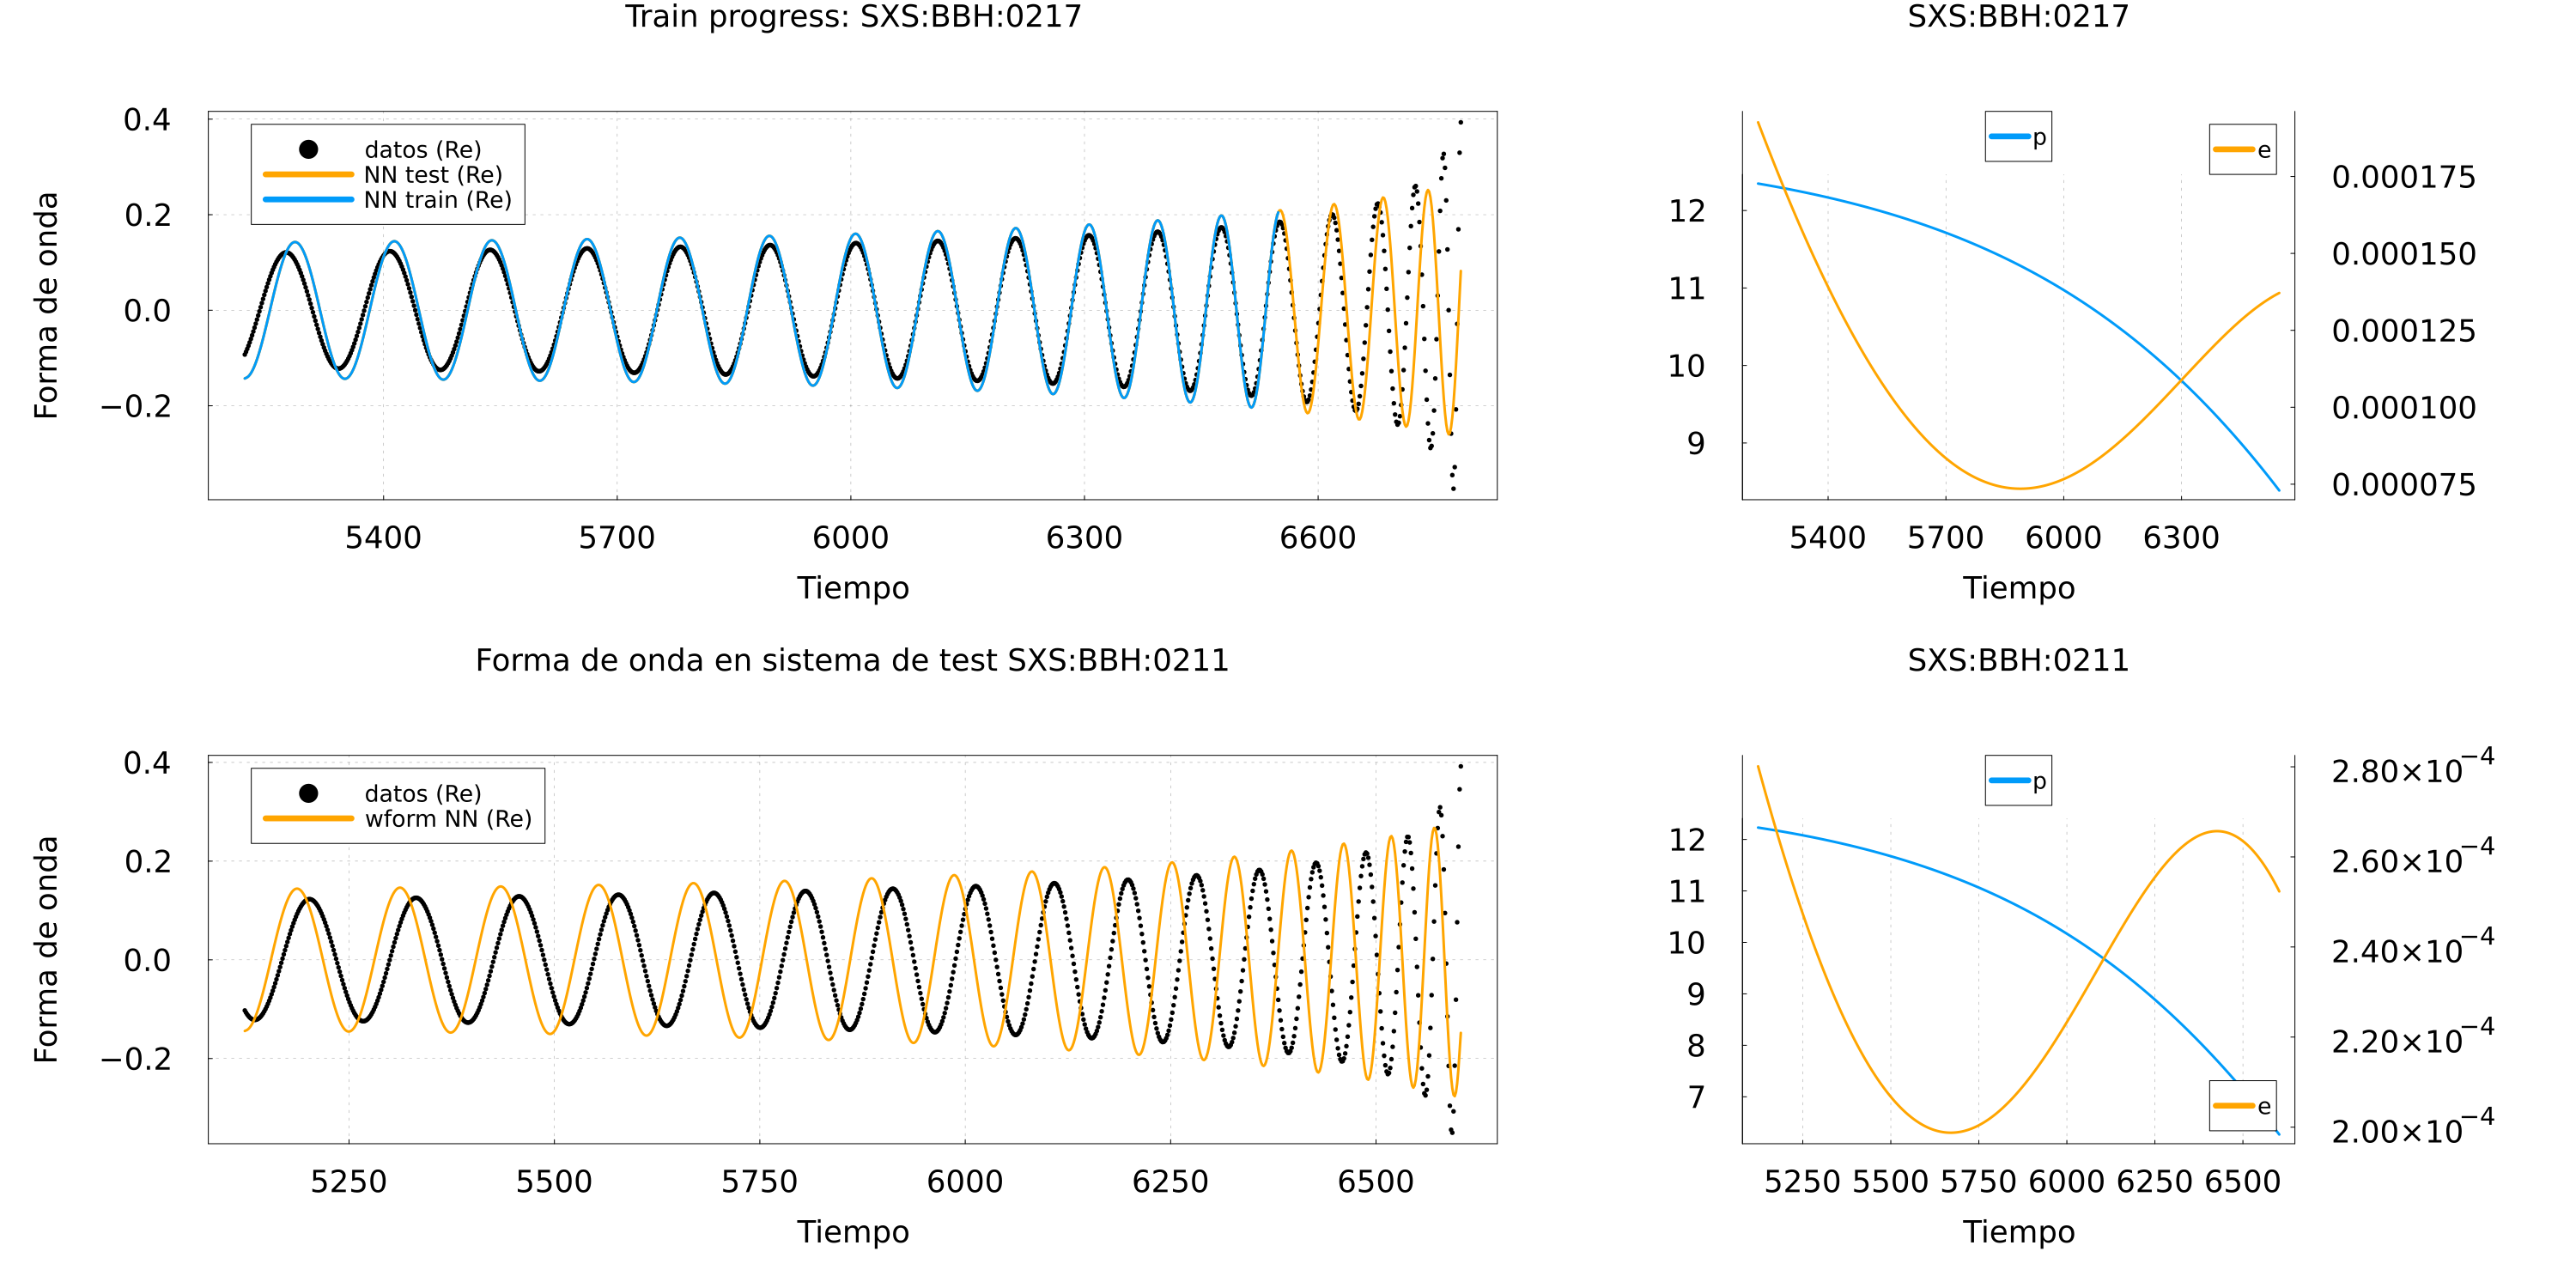 Train progress: SXS:BBH:0217
0.4
0.2
0.0
−0.2
Forma de onda
datos (Re)
NN test (Re)
NN train (Re)
5400 5700 6000 6300 6600
Tiempo
SXS:BBH:0217
12
11
10
9
p
e
0.000175
0.000150
0.000125
0.000100
0.000075
5400 5700 6000 6300
Tiempo
Forma de onda en sistema de test SXS:BBH:0211
0.4
0.2
0.0
−0.2
Forma de onda
datos (Re)
wform NN (Re)
5250 5500 5750 6000 6250 6500
Tiempo
SXS:BBH:0211
12
11
10
9
8
7
p
e
2.80×10⁻⁴
2.60×10⁻⁴
2.40×10⁻⁴
2.20×10⁻⁴
2.00×10⁻⁴
5250 5500 5750 6000 6250 6500
Tiempo